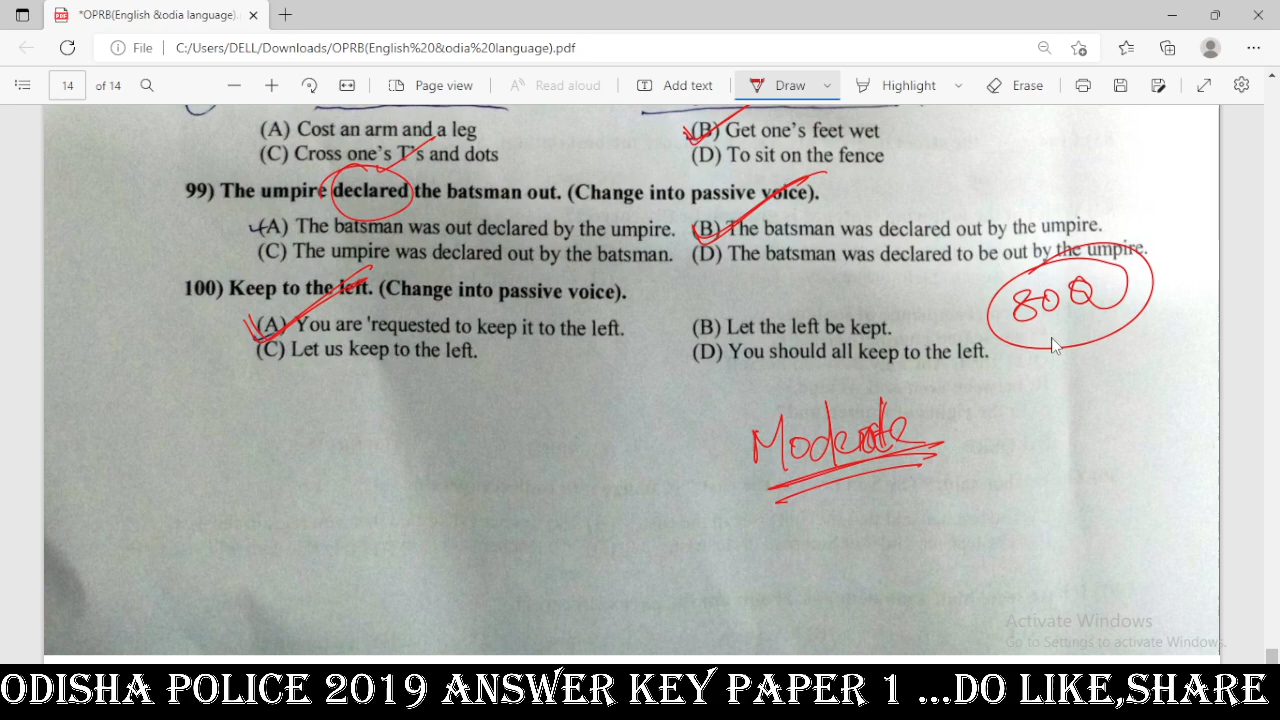 *OPRB(English &odia language).
File C:/Users/DELL/Downloads/OPRB(English%20&odia%20language).pdf
14 of 14 Page view Read aloud Add text Draw Highlight Erase
(A) Cost an arm and a leg (B) Get one's feet wet
(C) Cross one's T's and dots (D) To sit on the fence
99) The umpire declared the batsman out. (Change into passive voice).
(A) The batsman was out declared by the umpire. (B) The batsman was declared out by the umpire.
(C) The umpire was declared out by the batsman. (D) The batsman was declared to be out by the umpire.
80 Q
100) Keep to the left. (Change into passive voice).
(A) You are 'requested to keep it to the left. (B) Let the left be kept.
(C) Let us keep to the left. (D) You should all keep to the left.
Moderate
Activate Windows
Go to Settings to activate Windows.
ODISHA POLICE 2019 ANSWER KEY PAPER 1 ...DO LIKE,SHARE